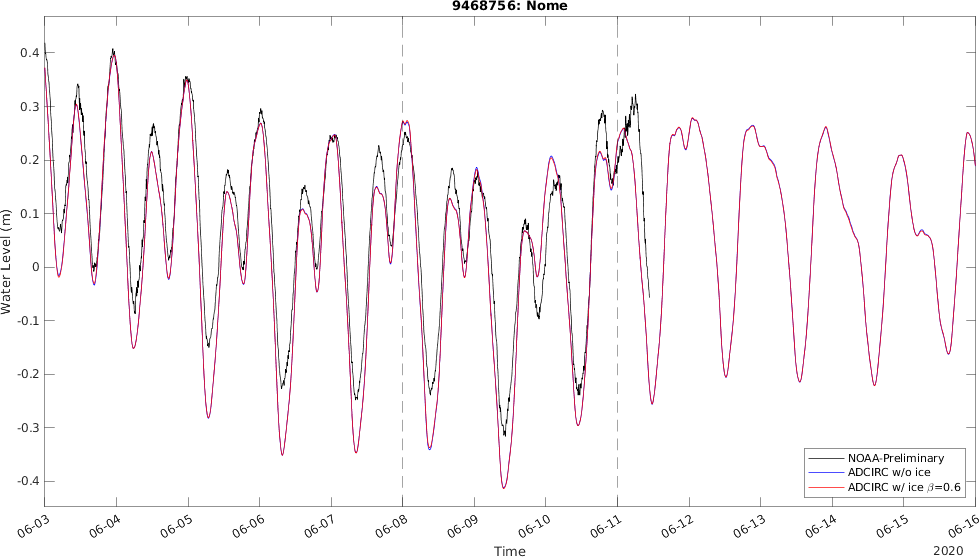 9468756: Nome
0.4
0.3
0.2
0.1
0
-0.1
-0.2
-0.3
-0.4
Water Level (m)
NOAA-Preliminary
ADCIRC w/o ice
ADCIRC w/ ice β=0.6
06-03 06-04 06-05 06-06 06-07 06-08 06-09 06-10 06-11 06-12 06-13 06-14 06-15 06-16
Time
2020